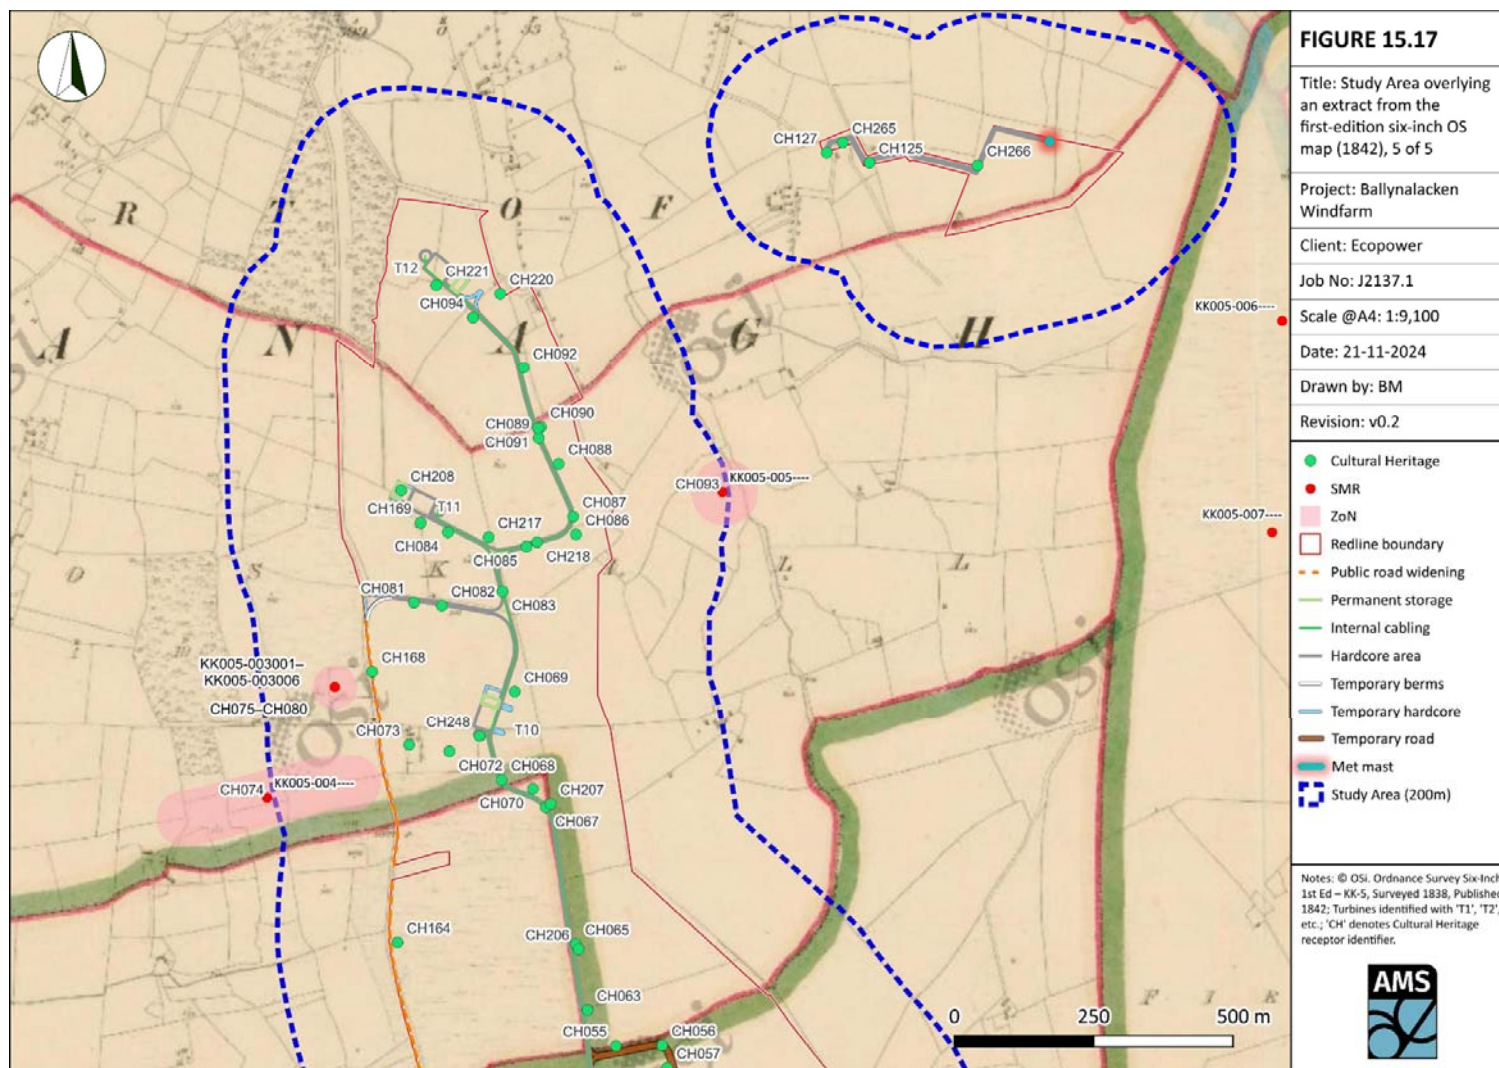 FIGURE 15.17
Title: Study Area overlying
an extract from the
first-edition six-inch OS
map (1842), 5 of 5
Project: Ballynalacken
Windfarm
Client: Ecopower
Job No: J2137.1
Scale @A4: 1:9,100
Date: 21-11-2024
Drawn by: BM
Revision: v0.2
Cultural Heritage
SMR
ZoN
Redline boundary
Public road widening
Permanent storage
Internal cabling
Hardcore area
Temporary berms
Temporary hardcore
Temporary road
Met mast
Study Area (200m)
Notes: © OSi. Ordnance Survey Six-Inch
1st Ed – KK-5, Surveyed 1838, Published
1842; Turbines identified with 'T1', 'T2',
etc.; 'CH' denotes Cultural Heritage
receptor identifier.
AMS
CH127
CH265
CH125
CH266
R
T
O
F
T12
CH221
CH220
CH094
KK005-006----
A
N
A
G
H
OSi
CH092
CH090
CH089
CH091
CH088
CH208
CH093
KK005-005----
CH169
T11
CH087
CH086
KK005-007----
CH084
CH217
CH085
CH218
K
I
L
L
CH081
CH082
CH083
CH168
KK005-003001–
KK005-003006
CH075–CH080
OSi
OSi
CH069
CH073
CH248
T10
CH072
CH068
CH074
KK005-004----
CH070
CH207
CH067
CH164
CH206
CH065
CH063
F I R
CH055
CH056
CH057
0
250
500 m